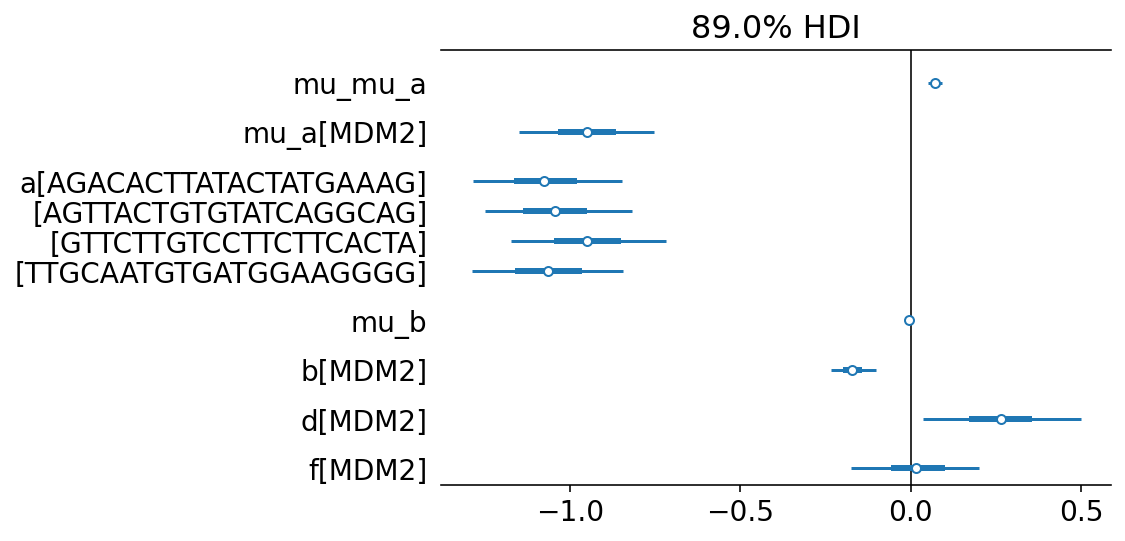 89.0% HDI
mu_mu_a
mu_a[MDM2]
a[AGACACTTATACTATGAAAG]
[AGTTACTGTGTATCAGGCAG]
[GTTCTTGTCCTTCTTCACTA]
[TTGCAATGTGATGGAAGGGG]
mu_b
b[MDM2]
d[MDM2]
f[MDM2]
−1.0 −0.5 0.0 0.5